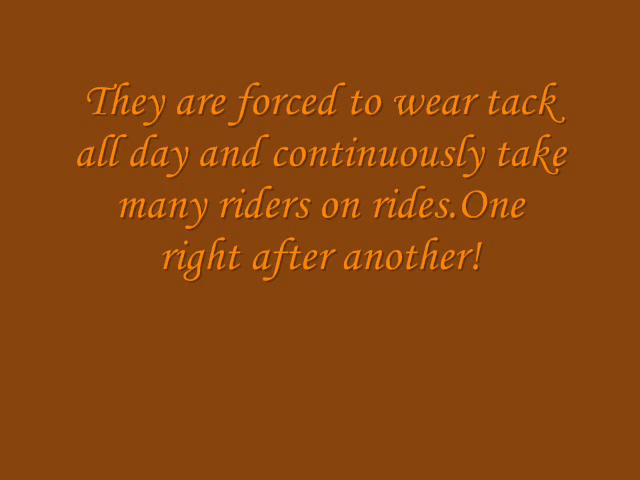 They are forced to wear tack
all day and continuously take
many riders on rides.One
right after another!